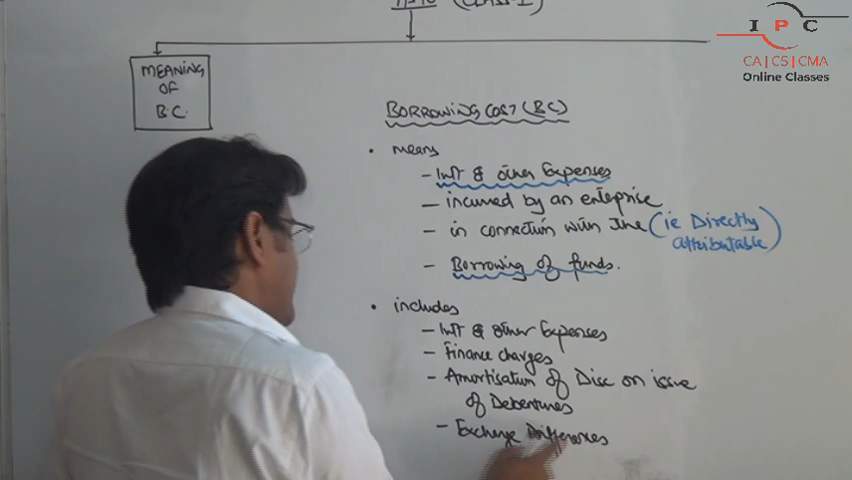 (CLASS-I)
I P C
CA|CS|CMA
Online Classes
MEANING
OF
B.C.
BORROWING COST (BC)
• means
- INT & other Expenses
- incurred by an enterprise
- in connection with the (ie Directly
attributable)
- Borrowing of funds.
• includes
- INT & other Expenses
- Finance charges
- Amortisation of Disc on issue
of Debentures
- Exchange Differences